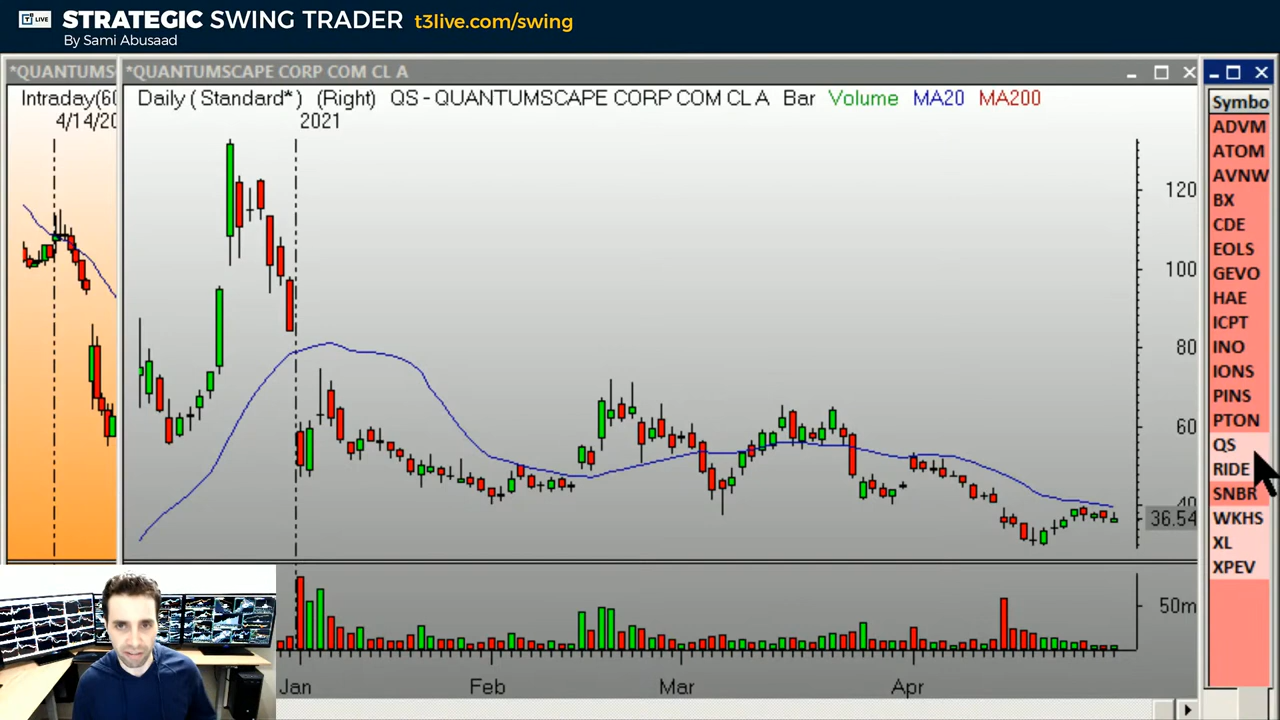 T3 LIVE STRATEGIC SWING TRADER t3live.com/swing
By Sami Abusaad
*QUANTUMS
*QUANTUMSCAPE CORP COM CL A
Intraday(60
4/14/20
Daily (Standard*) (Right) QS - QUANTUMSCAPE CORP COM CL A Bar Volume MA20 MA200
2021
120
100
80
60
40
36.54
50m
Jan Feb Mar Apr
Symbo
ADVM
ATOM
AVNW
BX
CDE
EOLS
GEVO
HAE
ICPT
INO
IONS
PINS
PTON
QS
RIDE
SNBR
WKHS
XL
XPEV